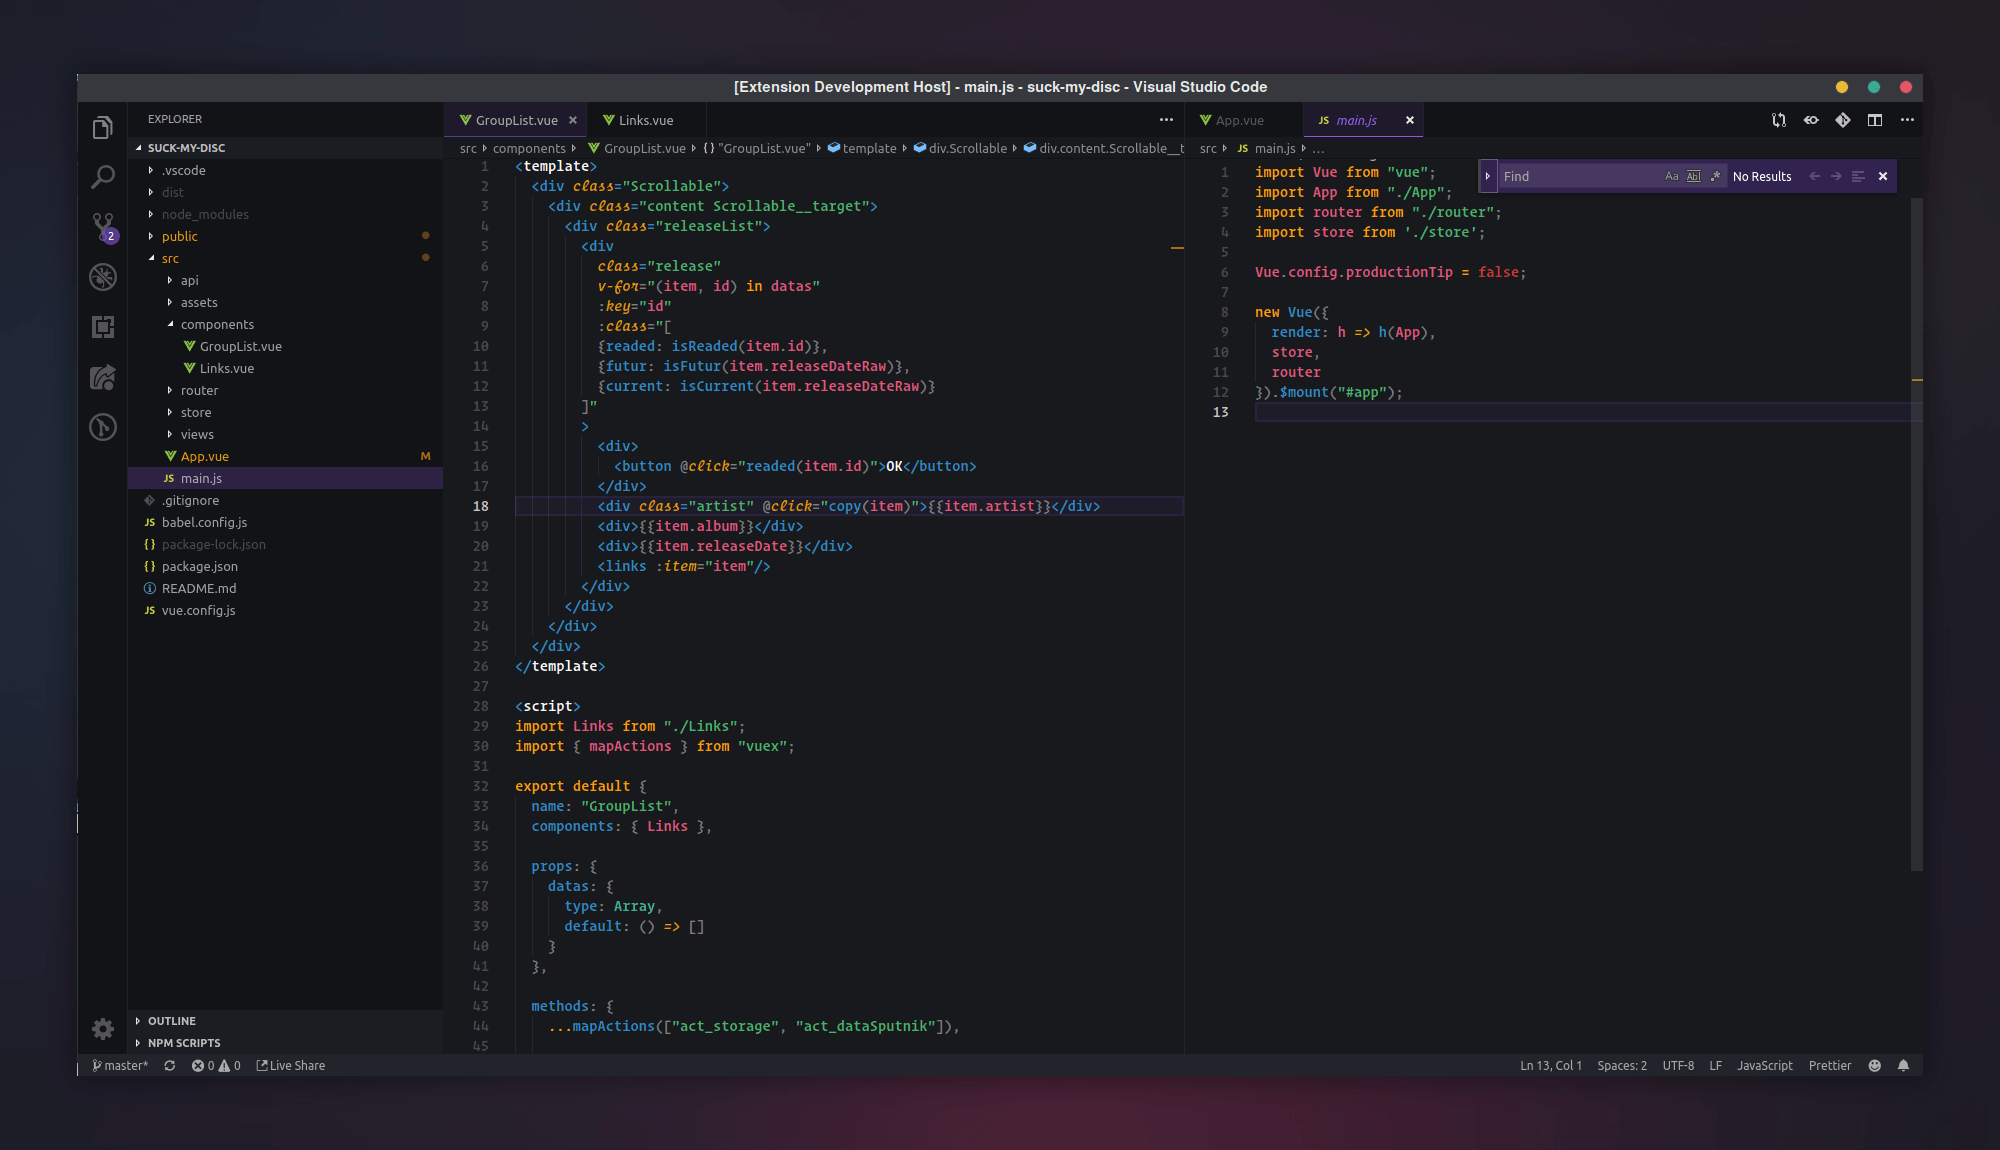 [Extension Development Host] - main.js - suck-my-disc - Visual Studio Code
EXPLORER
SUCK-MY-DISC
.vscode
dist
node_modules
public
src
api
assets
components
GroupList.vue
Links.vue
router
store
views
App.vue M
JS main.js
.gitignore
JS babel.config.js
{} package-lock.json
{} package.json
README.md
JS vue.config.js
OUTLINE
NPM SCRIPTS
2
GroupList.vue × Links.vue ···
src components GroupList.vue {} "GroupList.vue" template div.Scrollable div.content.Scrollable__t
1 <template>
2 <div class="Scrollable">
3 <div class="content Scrollable__target">
4 <div class="releaseList">
5 <div
6 class="release"
7 v-for="(item, id) in datas"
8 :key="id"
9 :class="[
10 {readed: isReaded(item.id)},
11 {futur: isFutur(item.releaseDateRaw)},
12 {current: isCurrent(item.releaseDateRaw)}
13 ]"
14 >
15 <div>
16 <button @click="readed(item.id)">OK</button>
17 </div>
18 <div class="artist" @click="copy(item)">{{item.artist}}</div>
19 <div>{{item.album}}</div>
20 <div>{{item.releaseDate}}</div>
21 <links :item="item"/>
22 </div>
23 </div>
24 </div>
25 </div>
26 </template>
27
28 <script>
29 import Links from "./Links";
30 import { mapActions } from "vuex";
31
32 export default {
33 name: "GroupList",
34 components: { Links },
35
36 props: {
37 datas: {
38 type: Array,
39 default: () => []
40 }
41 },
42
43 methods: {
44 ...mapActions(["act_storage", "act_dataSputnik"]),
45
App.vue JS main.js × ···
src JS main.js ...
Find Aa Abl .* No Results ×
1 import Vue from "vue";
2 import App from "./App";
3 import router from "./router";
4 import store from './store';
5
6 Vue.config.productionTip = false;
7
8 new Vue({
9 render: h => h(App),
10 store,
11 router
12 }).$mount("#app");
13
master* 0 0 Live Share
Ln 13, Col 1 Spaces: 2 UTF-8 LF JavaScript Prettier